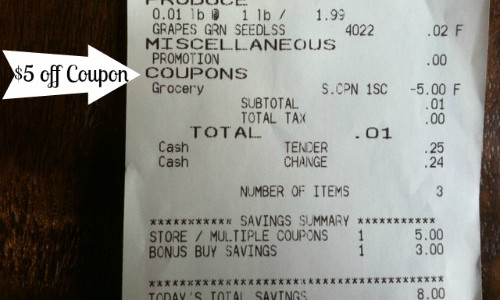 PRODUCE
0.01 lb @ 1 lb / 1.99
GRAPES GRN SEEDLSS 4022 .02 F
MISCELLANEOUS
PROMOTION .00
$5 off Coupon
COUPONS
Grocery S.CPN 1SC -5.00 F
SUBTOTAL .01
TOTAL TAX .00
TOTAL .01
Cash TENDER .25
Cash CHANGE .24
NUMBER OF ITEMS 3
*********** SAVINGS SUMMARY ***********
STORE / MULTIPLE COUPONS 1 5.00
BONUS BUY SAVINGS 1 3.00
***************************************
TODAY'S TOTAL SAVINGS 8.00